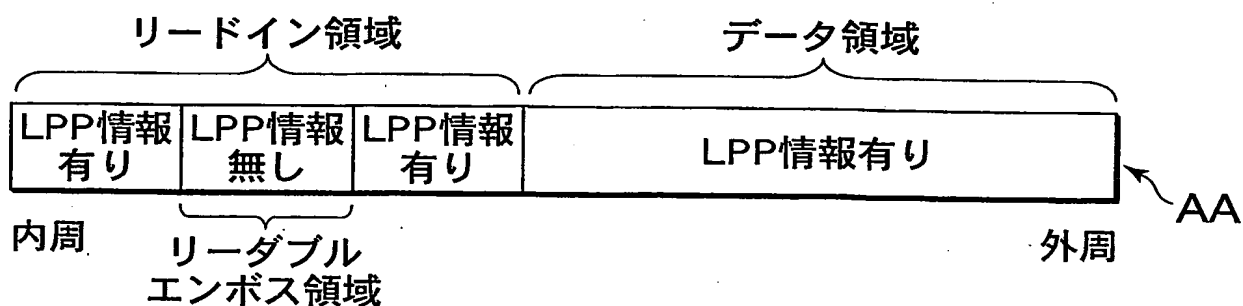 リードイン領域
データ領域
LPP情報
有り
LPP情報
無し
LPP情報
有り
LPP情報有り
AA
内周
リーダブル
エンボス領域
外周